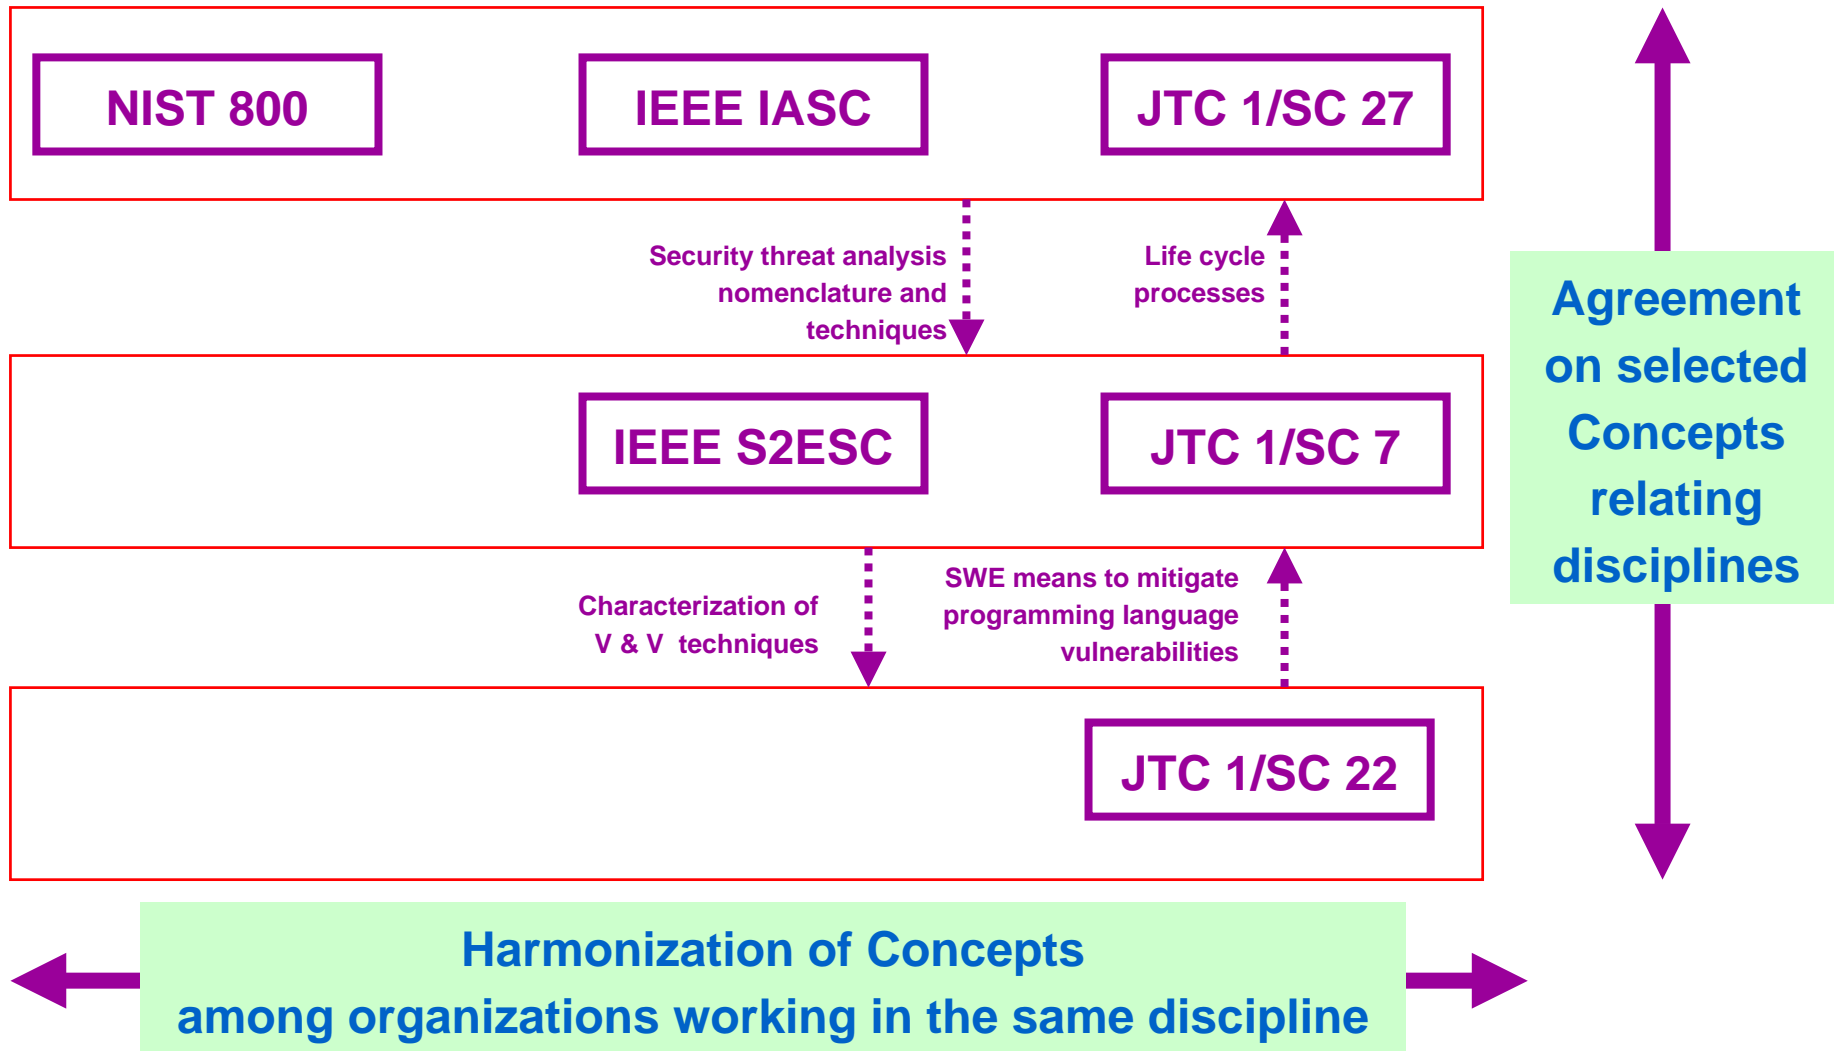 NIST 800
IEEE IASC
JTC 1/SC 27
Security threat analysis
nomenclature and
techniques
Life cycle
processes
Agreement
on selected
Concepts
relating
disciplines
IEEE S2ESC
JTC 1/SC 7
Characterization of
V & V techniques
SWE means to mitigate
programming language
vulnerabilities
JTC 1/SC 22
Harmonization of Concepts
among organizations working in the same discipline